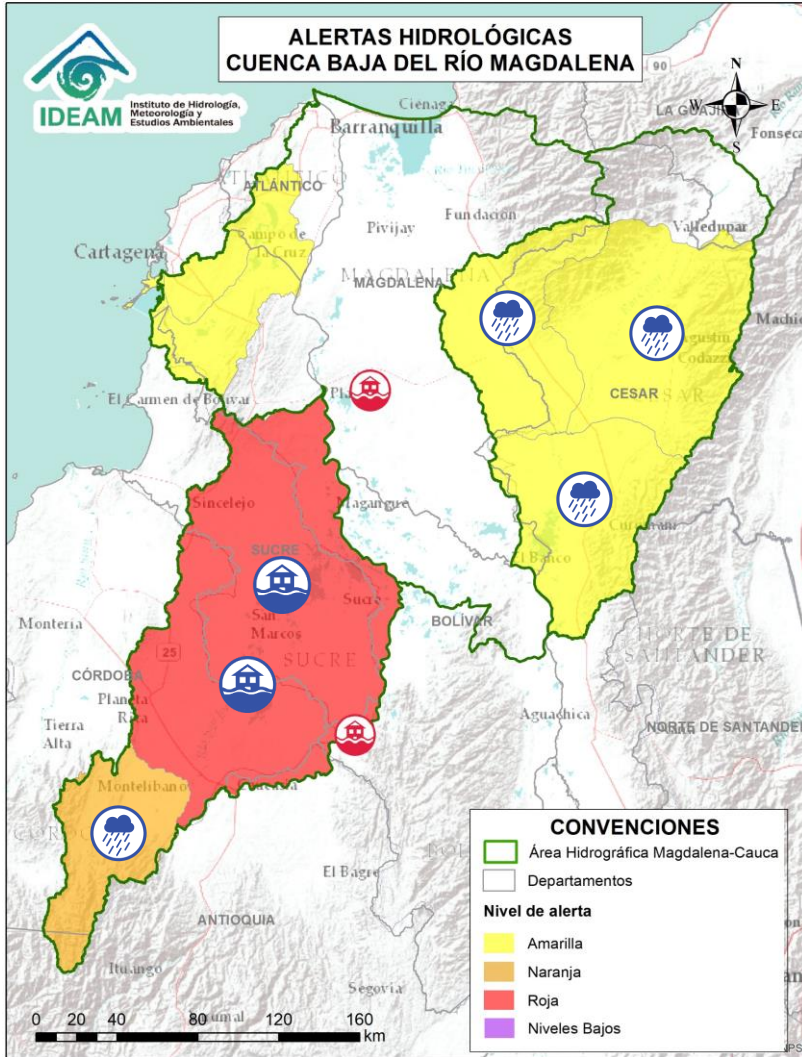 ALERTAS HIDROLÓGICAS
CUENCA BAJA DEL RÍO MAGDALENA
IDEAM
Instituto de Hidrología,
Meteorología y
Estudios Ambientales
N
W
E
S
90
Ciénaga
LA GUAJIRA
Barranquilla
Fonseca
ATLÁNTICO
Fundación
Pivijay
Valledupar
Campo de
la Cruz
Cartagena
MAGDALENA
MAGDALENA
Agustín
Codazzi
El Carmen de Bolívar
CESAR
Sincelejo
Magangué
Curumaní
SUCRE
El Banco
Sucre
San
Marcos
Montería
BOLÍVAR
25
SUCRE
NORTE DE
SANTANDER
CÓRDOBA
Planeta
Rica
Aguachica
Tierra
Alta
NORTE DE SANTANDER
Montelíbano
Caucasia
El Bagre
ANTIOQUIA
Ituango
Segovia
CONVENCIONES
Área Hidrográfica Magdalena-Cauca
Departamentos
Nivel de alerta
Amarilla
Naranja
Roja
Niveles Bajos
0 20 40 80 120 160
km